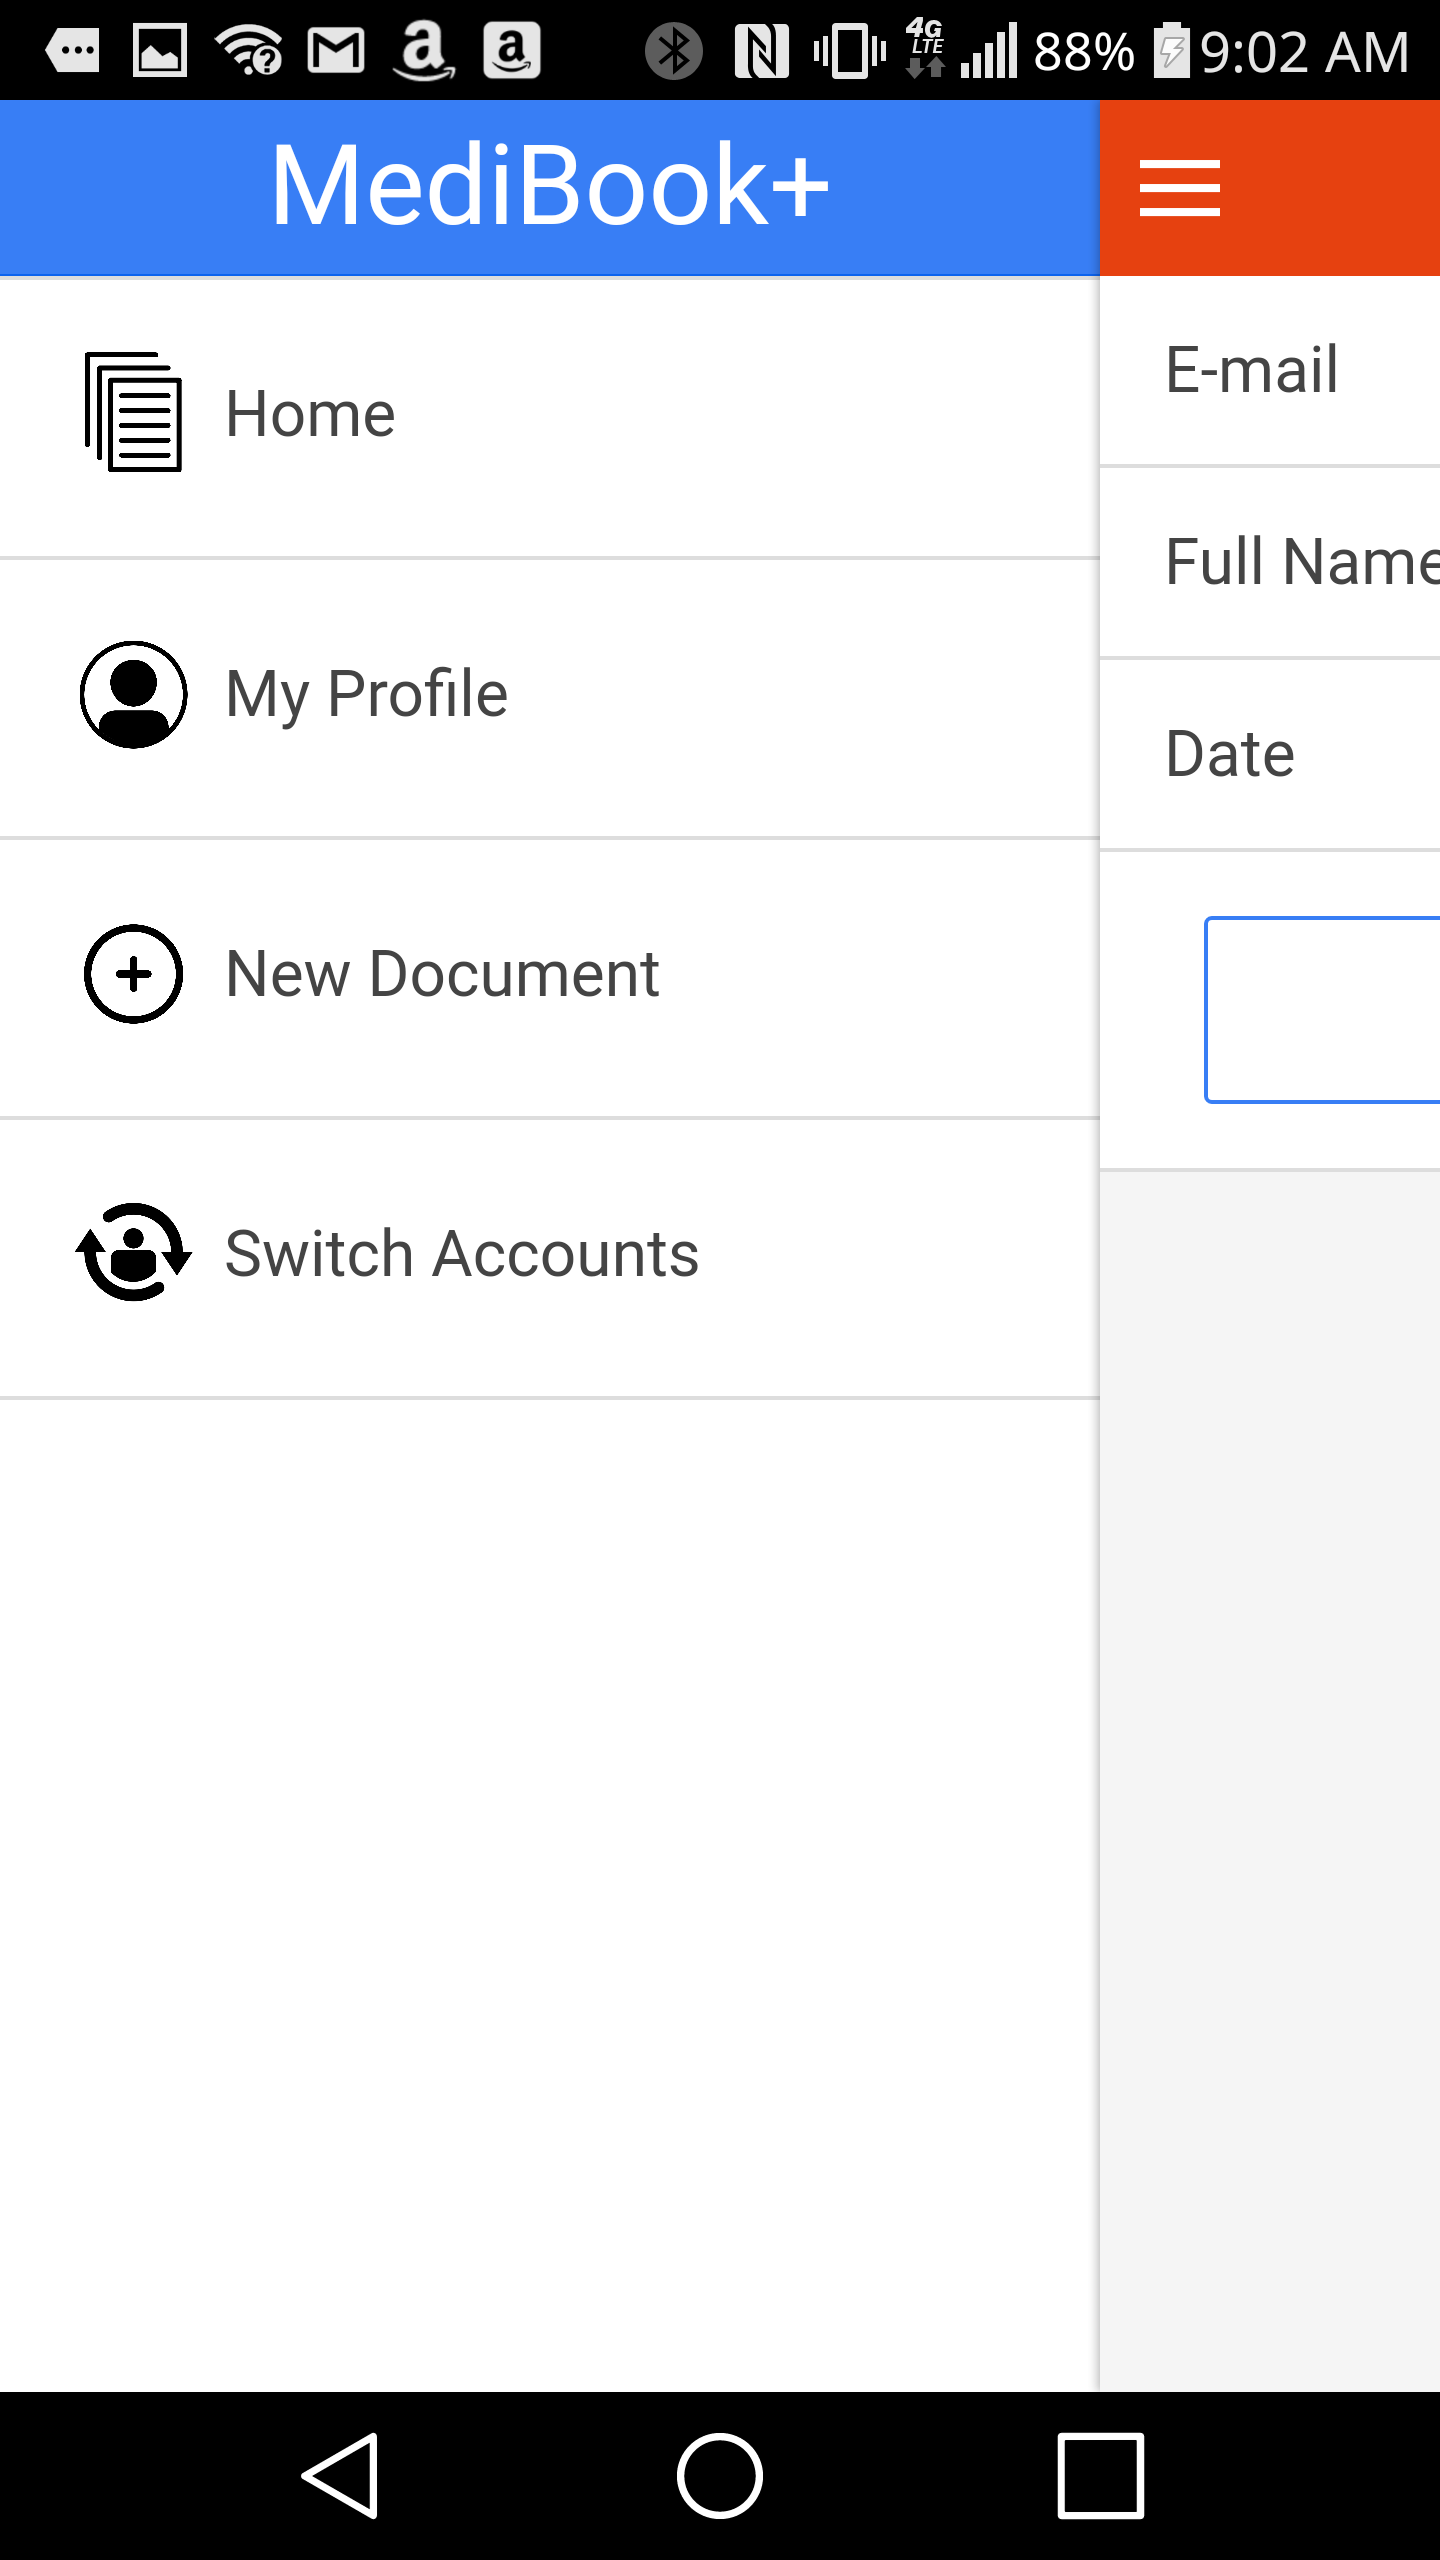 4G
LTE
88%
9:02 AM
MediBook+
Home
My Profile
New Document
Switch Accounts
E-mail
Full Name
Date